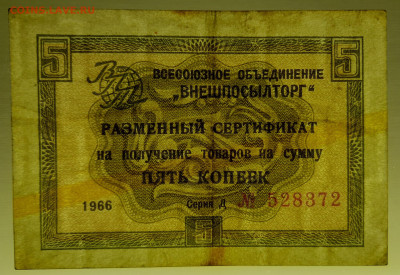 5 5
ВПТ
ВСЕСОЮЗНОЕ ОБЪЕДИНЕНИЕ
„ВНЕШПОСЫЛТОРГ"
РАЗМЕННЫЙ СЕРТИФИКАТ
на получение товаров на сумму
ПЯТЬ КОПЕЕК
1966 Серия Д № 528372
5